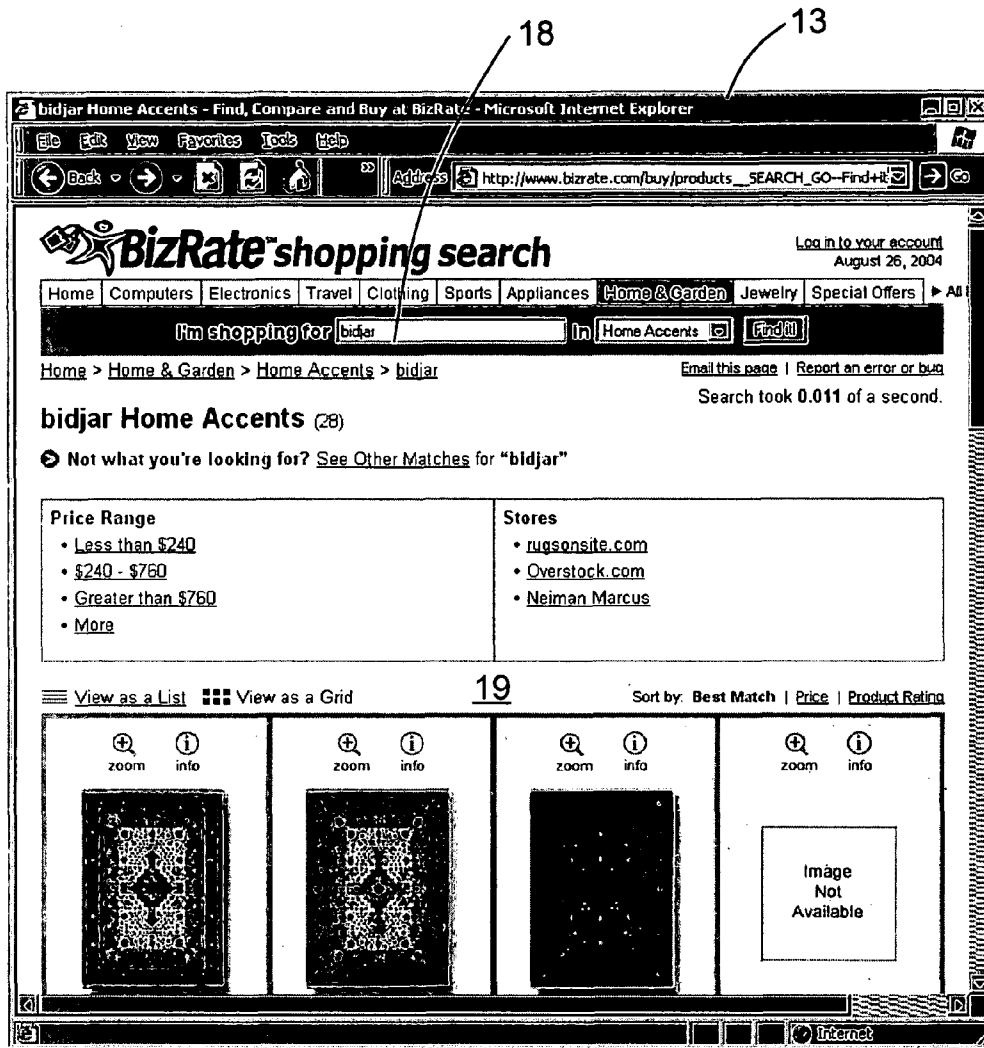 18
13
bidjar Home Accents - Find, Compare and Buy at BizRate - Microsoft Internet Explorer
File Edit View Favorites Tools Help
Back » Address http://www.bizrate.com/buy/products__SEARCH_GO--Find+it Go
BizRate™ shopping search
Log in to your account
August 26, 2004
Home Computers Electronics Travel Clothing Sports Appliances Home & Garden Jewelry Special Offers ► All
I'm shopping for bidjar in Home Accents Find it!
Home > Home & Garden > Home Accents > bidjar Email this page | Report an error or bug
Search took 0.011 of a second.
bidjar Home Accents (28)
Not what you're looking for? See Other Matches for "bidjar"
Price Range
• Less than $240
• $240 - $760
• Greater than $760
• More
Stores
• rugsonsite.com
• Overstock.com
• Neiman Marcus
View as a List View as a Grid 19 Sort by: Best Match | Price | Product Rating
zoom info zoom info zoom info zoom info
Image
Not
Available
Internet